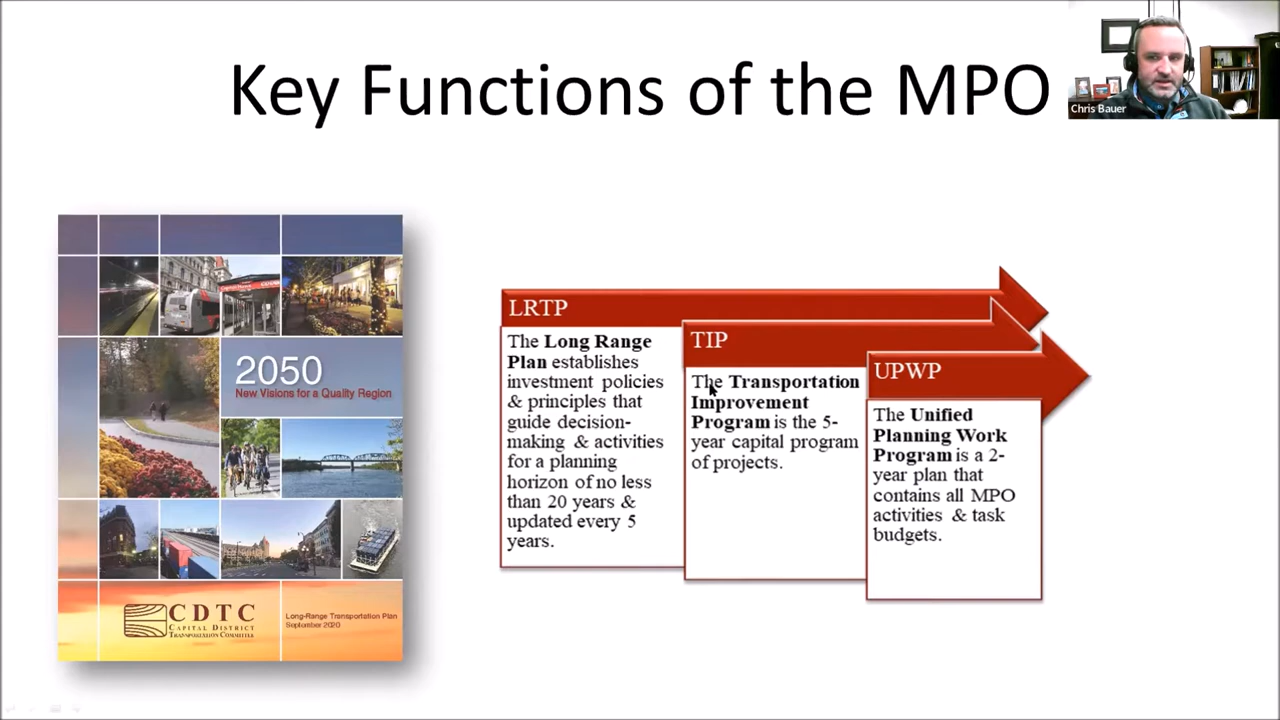 Key Functions of the MPO
Chris Bauer
2050
New Visions for a Quality Region
CDTC
CAPITAL DISTRICT
TRANSPORTATION COMMITTEE
Long-Range Transportation Plan
September 2020
LRTP
The Long Range
Plan establishes
investment policies
& principles that
guide decision-
making & activities
for a planning
horizon of no less
than 20 years &
updated every 5
years.
TIP
The Transportation
Improvement
Program is the 5-
year capital program
of projects.
UPWP
The Unified
Planning Work
Program is a 2-
year plan that
contains all MPO
activities & task
budgets.